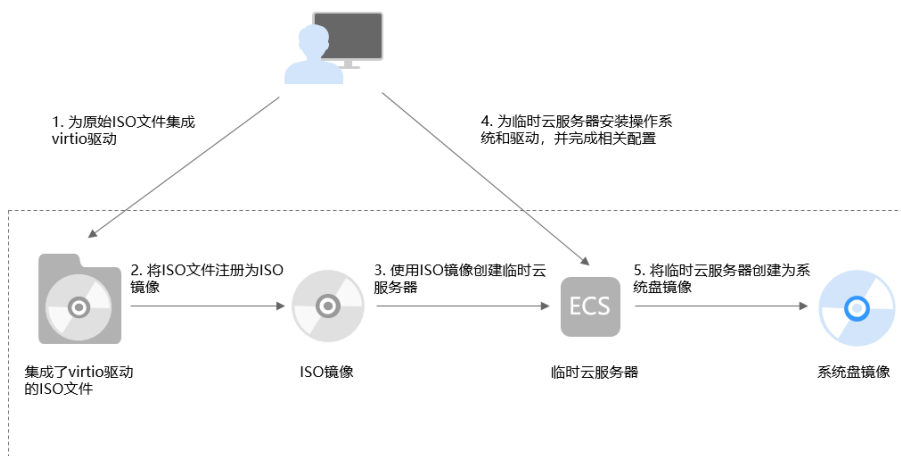 1. 为原始ISO文件集成
virtio驱动
4. 为临时云服务器安装操作系
统和驱动，并完成相关配置
2. 将ISO文件注册为ISO
镜像
3. 使用ISO镜像创建临时云
服务器
ECS
5. 将临时云服务器创建为系
统盘镜像
集成了virtio驱动
的ISO文件
ISO镜像
临时云服务器
系统盘镜像